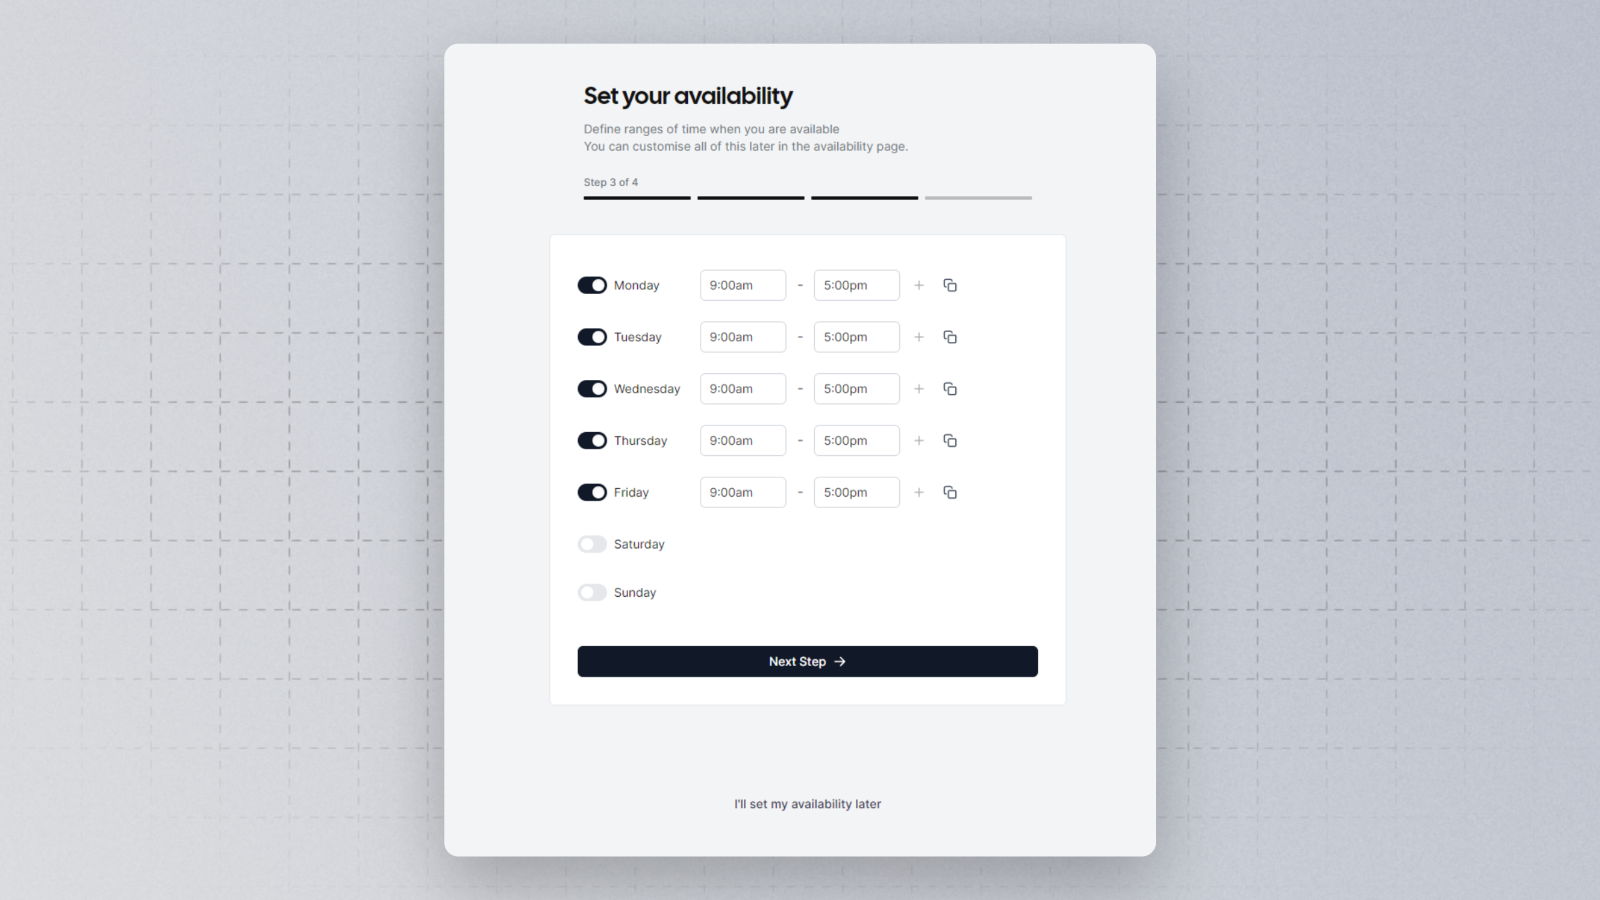 Set your availability
Define ranges of time when you are available
You can customise all of this later in the availability page.
Step 3 of 4
Monday 9:00am - 5:00pm
Tuesday 9:00am - 5:00pm
Wednesday 9:00am - 5:00pm
Thursday 9:00am - 5:00pm
Friday 9:00am - 5:00pm
Saturday
Sunday
Next Step →
I'll set my availability later